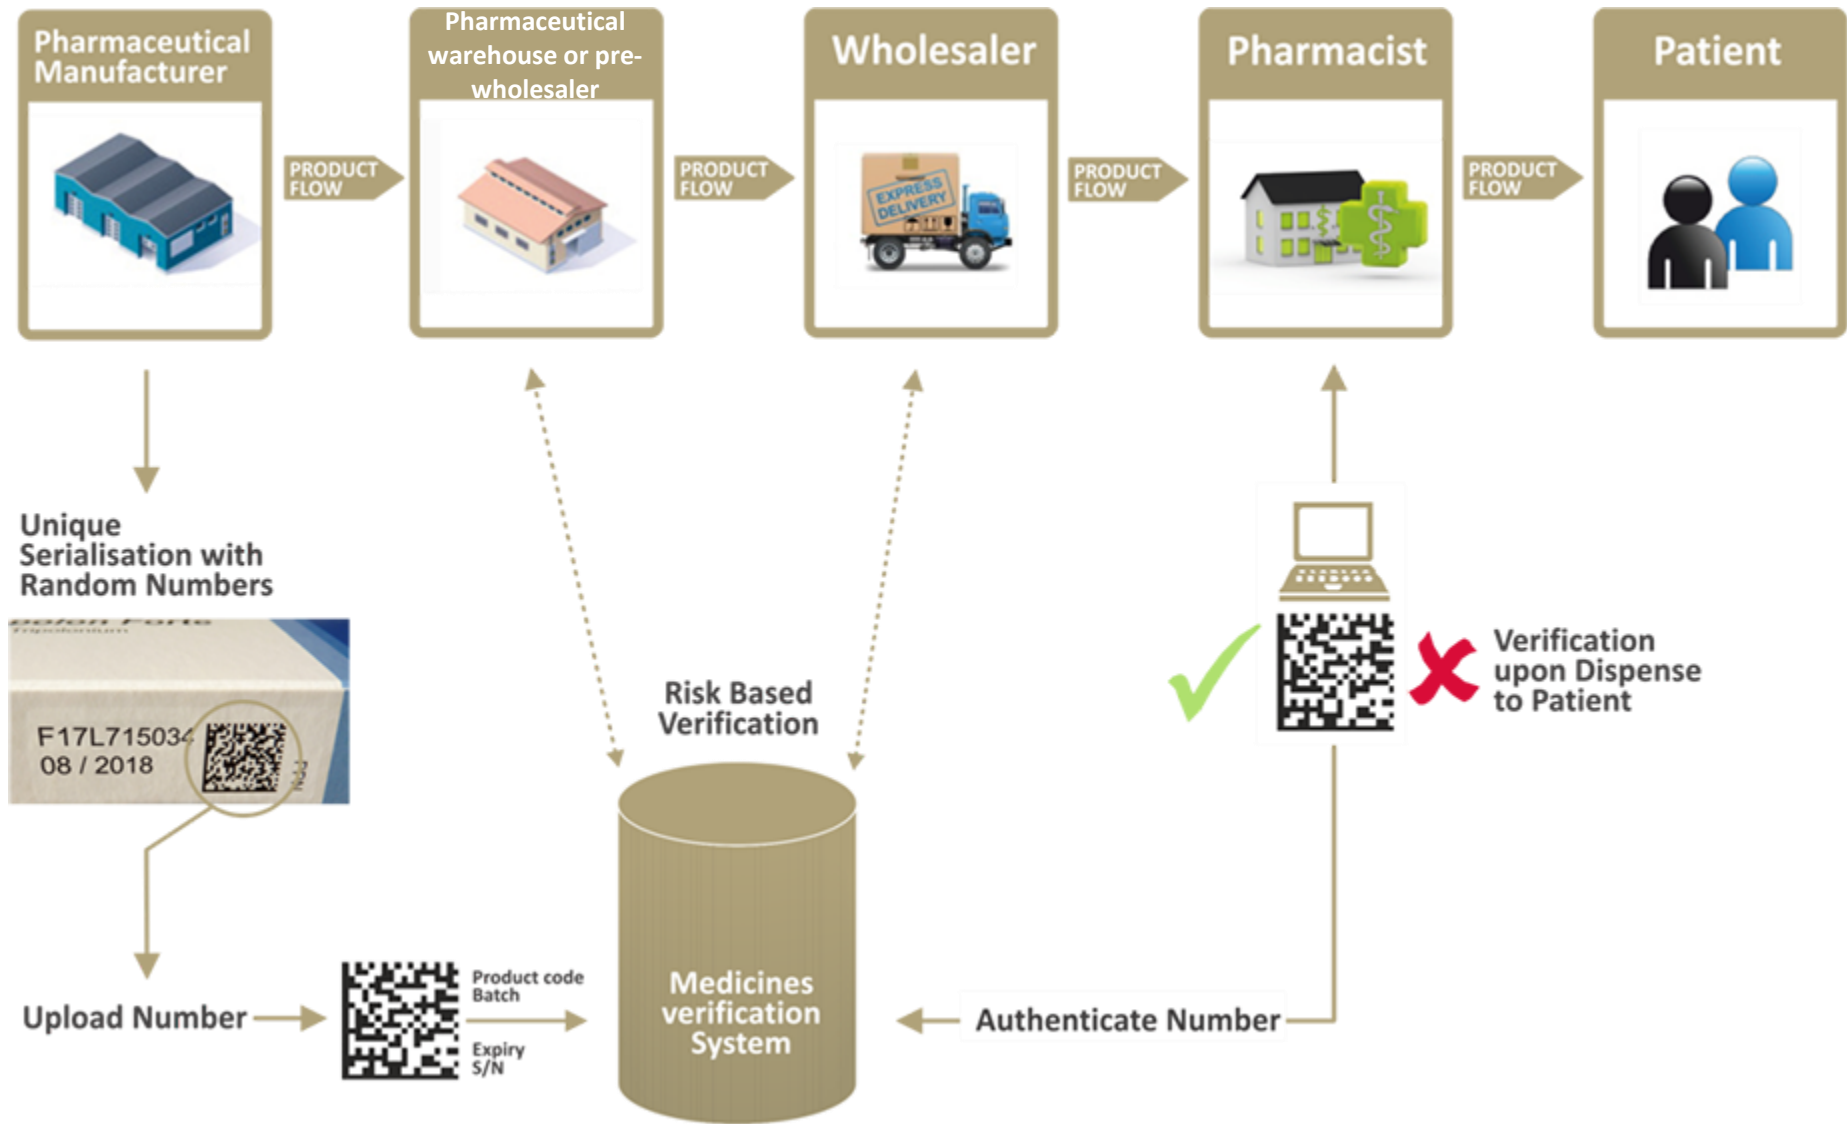 Pharmaceutical
Manufacturer
Pharmaceutical
warehouse or pre-
wholesaler
Wholesaler
Pharmacist
Patient
PRODUCT
FLOW
PRODUCT
FLOW
PRODUCT
FLOW
PRODUCT
FLOW
EXPRESS
DELIVERY
Unique
Serialisation with
Random Numbers
Tripolonium
F17L715034
08 / 2018
PPN
Risk Based
Verification
Verification
upon Dispense
to Patient
Upload Number
Product code
Batch
Expiry
S/N
Medicines
verification
System
Authenticate Number